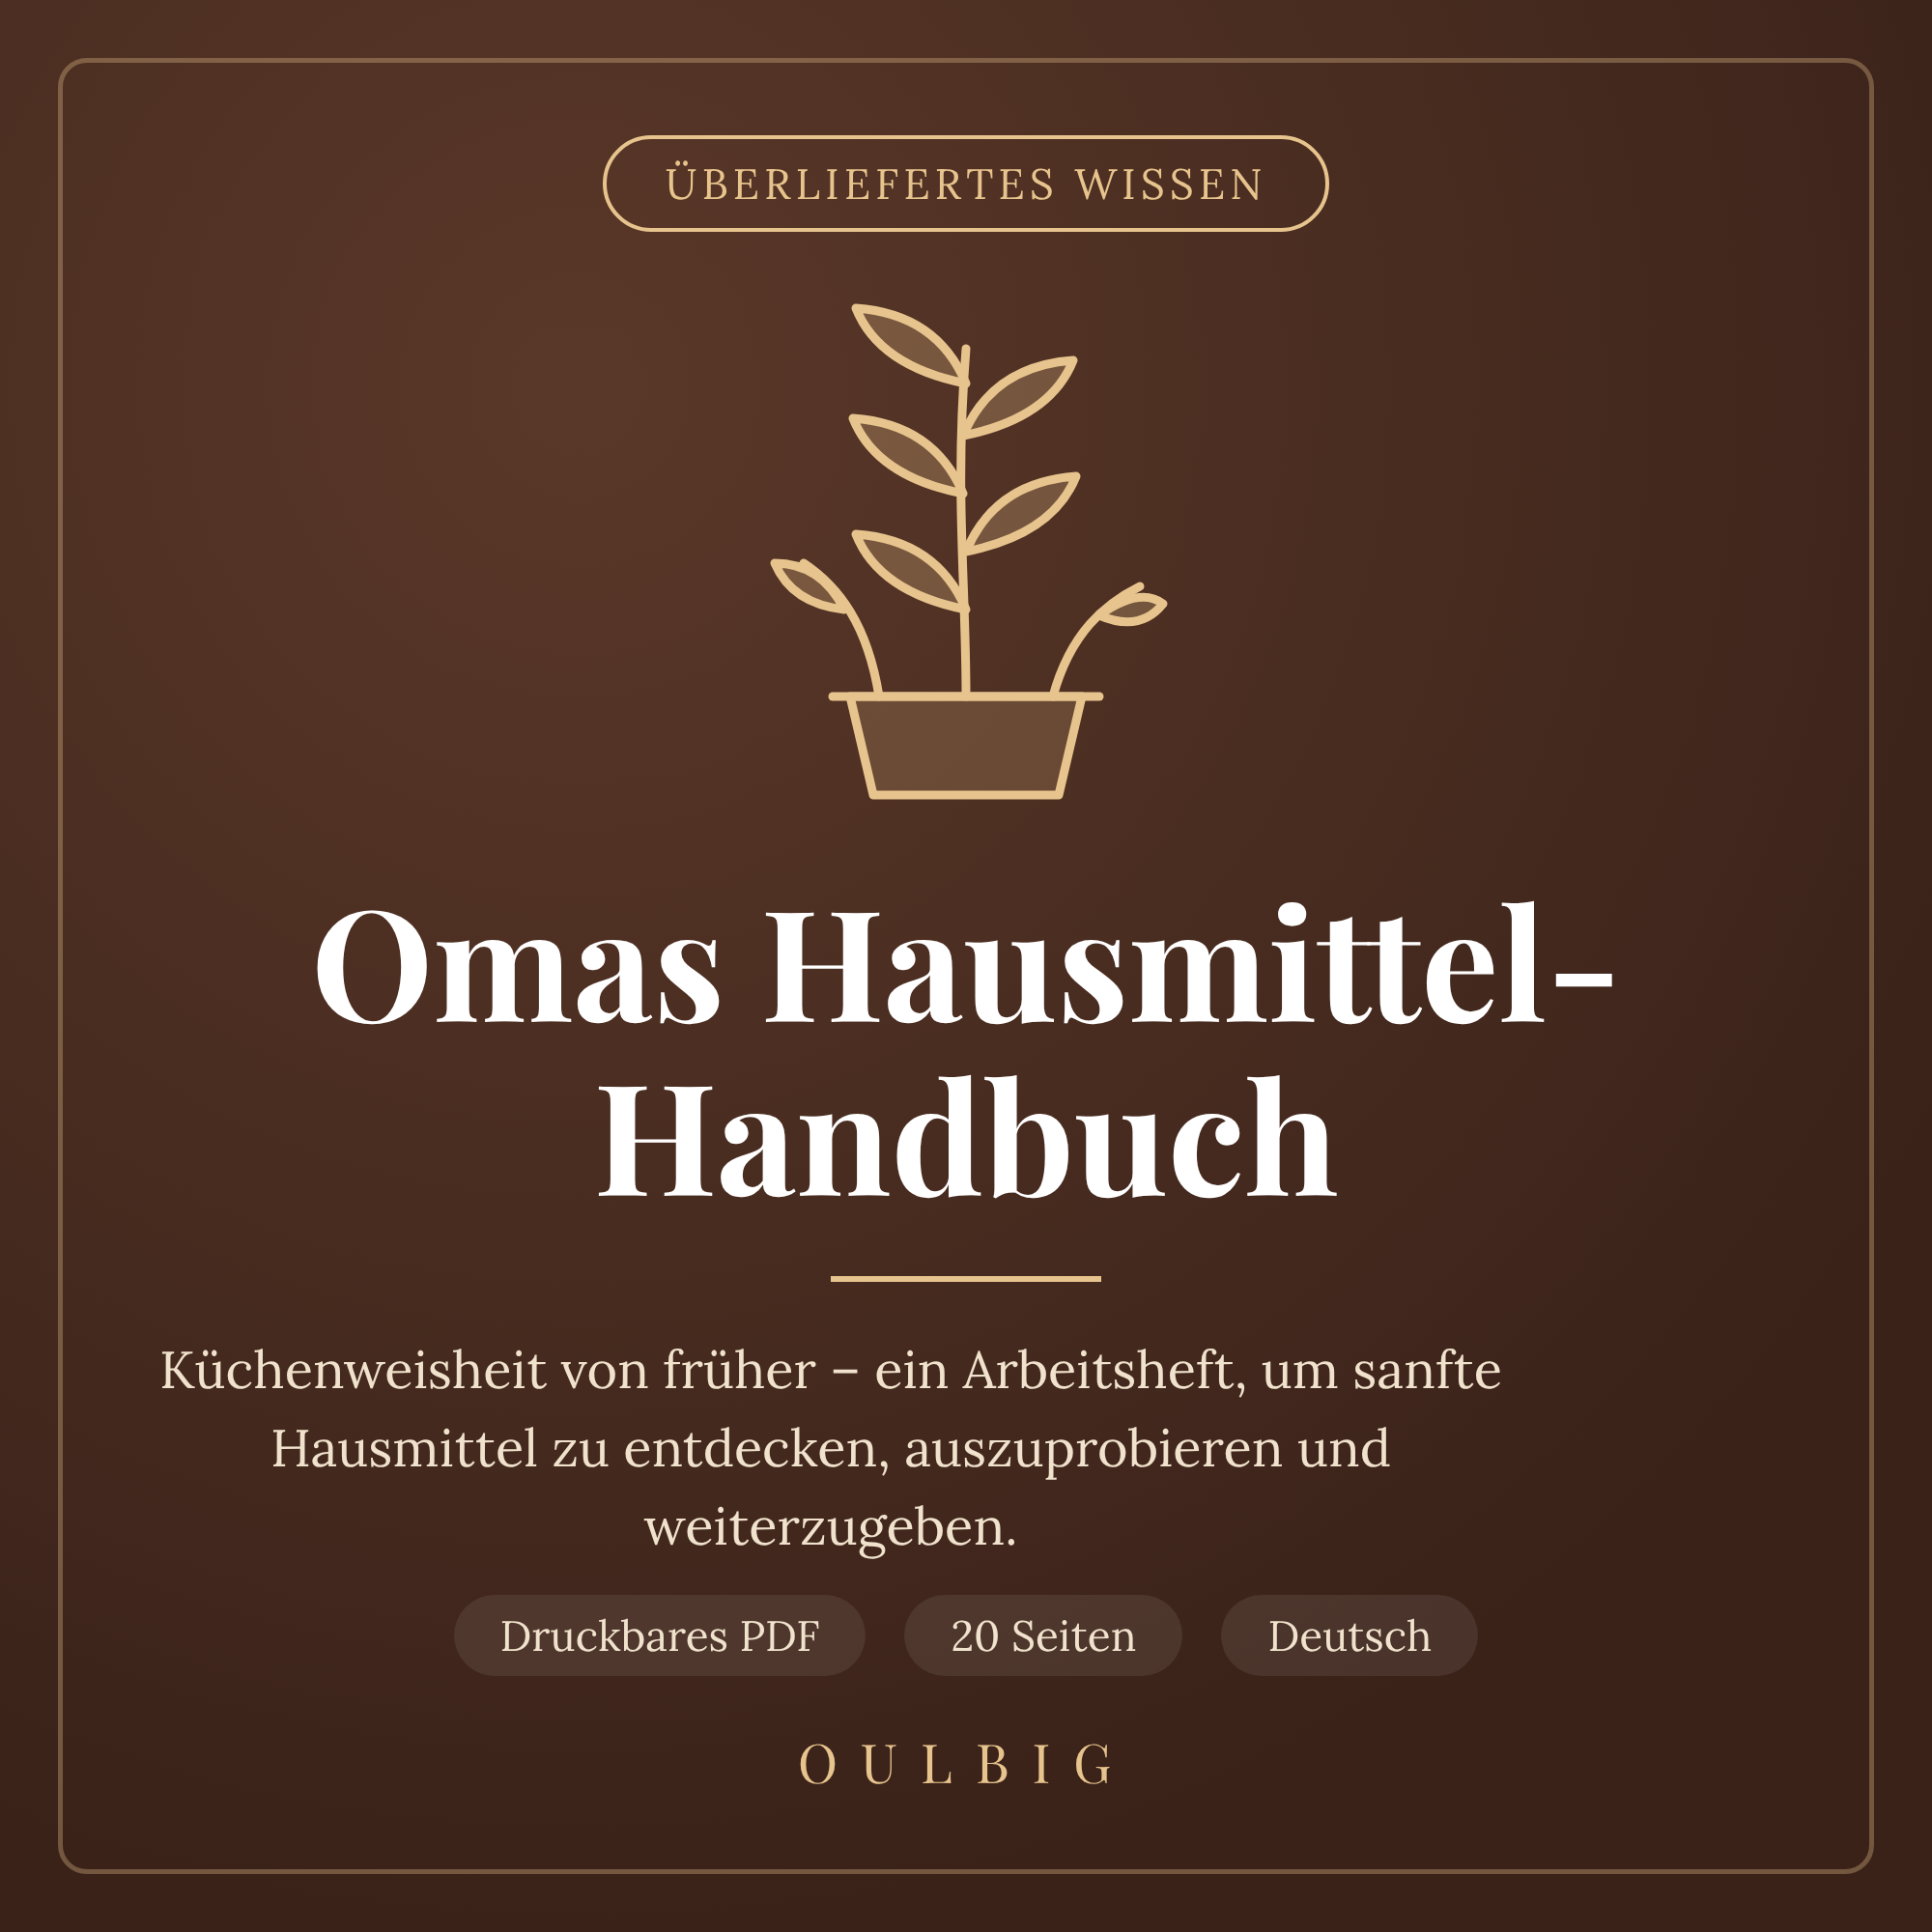 ÜBERLIEFERTES WISSEN
Omas Hausmittel-
Handbuch
Küchenweisheit von früher – ein Arbeitsheft, um sanfte
Hausmittel zu entdecken, auszuprobieren und
weiterzugeben.
Druckbares PDF
20 Seiten
Deutsch
OULBIG